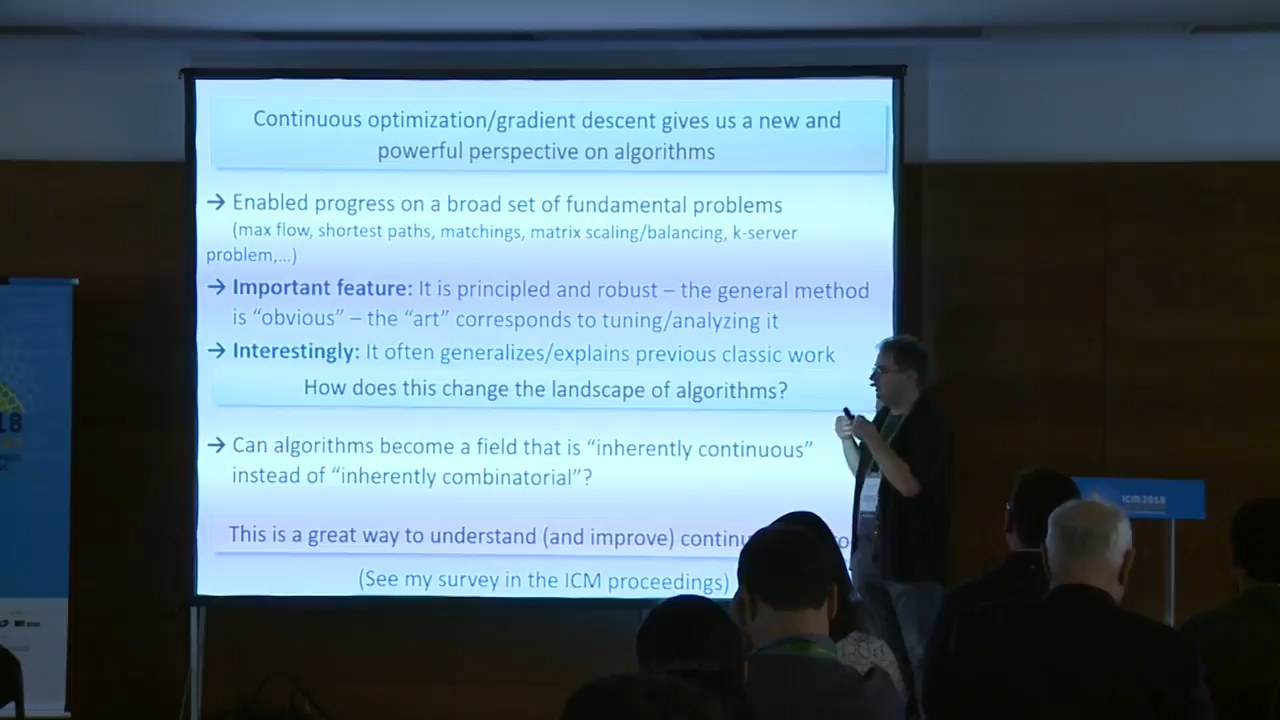 Continuous optimization/gradient descent gives us a new and
powerful perspective on algorithms
→ Enabled progress on a broad set of fundamental problems
(max flow, shortest paths, matchings, matrix scaling/balancing, k-server
problem,...)
→ Important feature: It is principled and robust – the general method
is “obvious” – the “art” corresponds to tuning/analyzing it
→ Interestingly: It often generalizes/explains previous classic work
How does this change the landscape of algorithms?
→ Can algorithms become a field that is “inherently continuous”
instead of “inherently combinatorial”?
This is a great way to understand (and improve)
(See my survey in the ICM proceedings)
ICM 2018
18